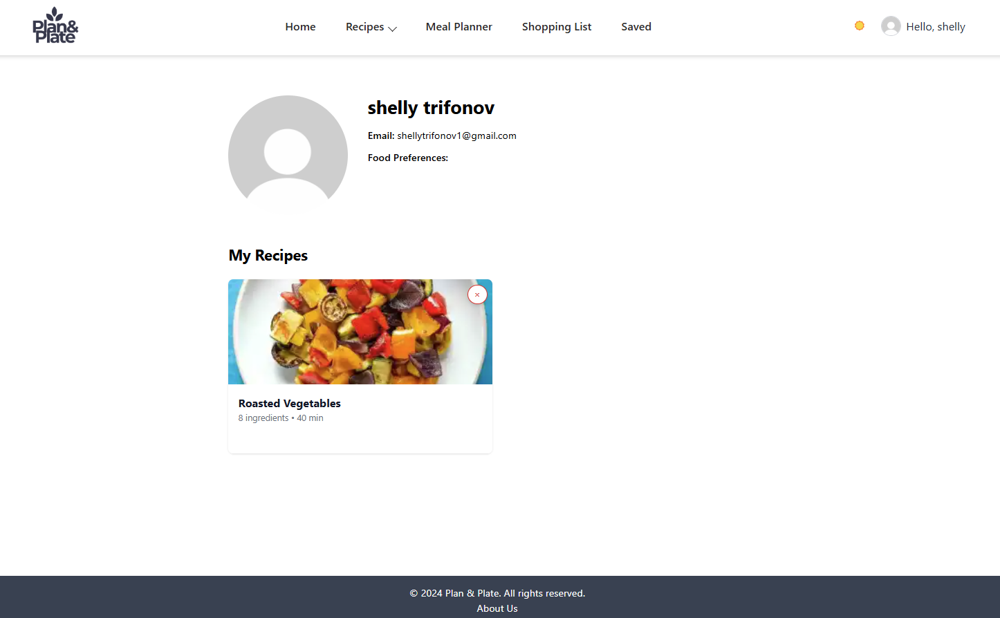 Plan&
Plate
Home Recipes Meal Planner Shopping List Saved
Hello, shelly
shelly trifonov
Email: shellytrifonov1@gmail.com
Food Preferences:
My Recipes
×
Roasted Vegetables
8 ingredients • 40 min
© 2024 Plan & Plate. All rights reserved.
About Us